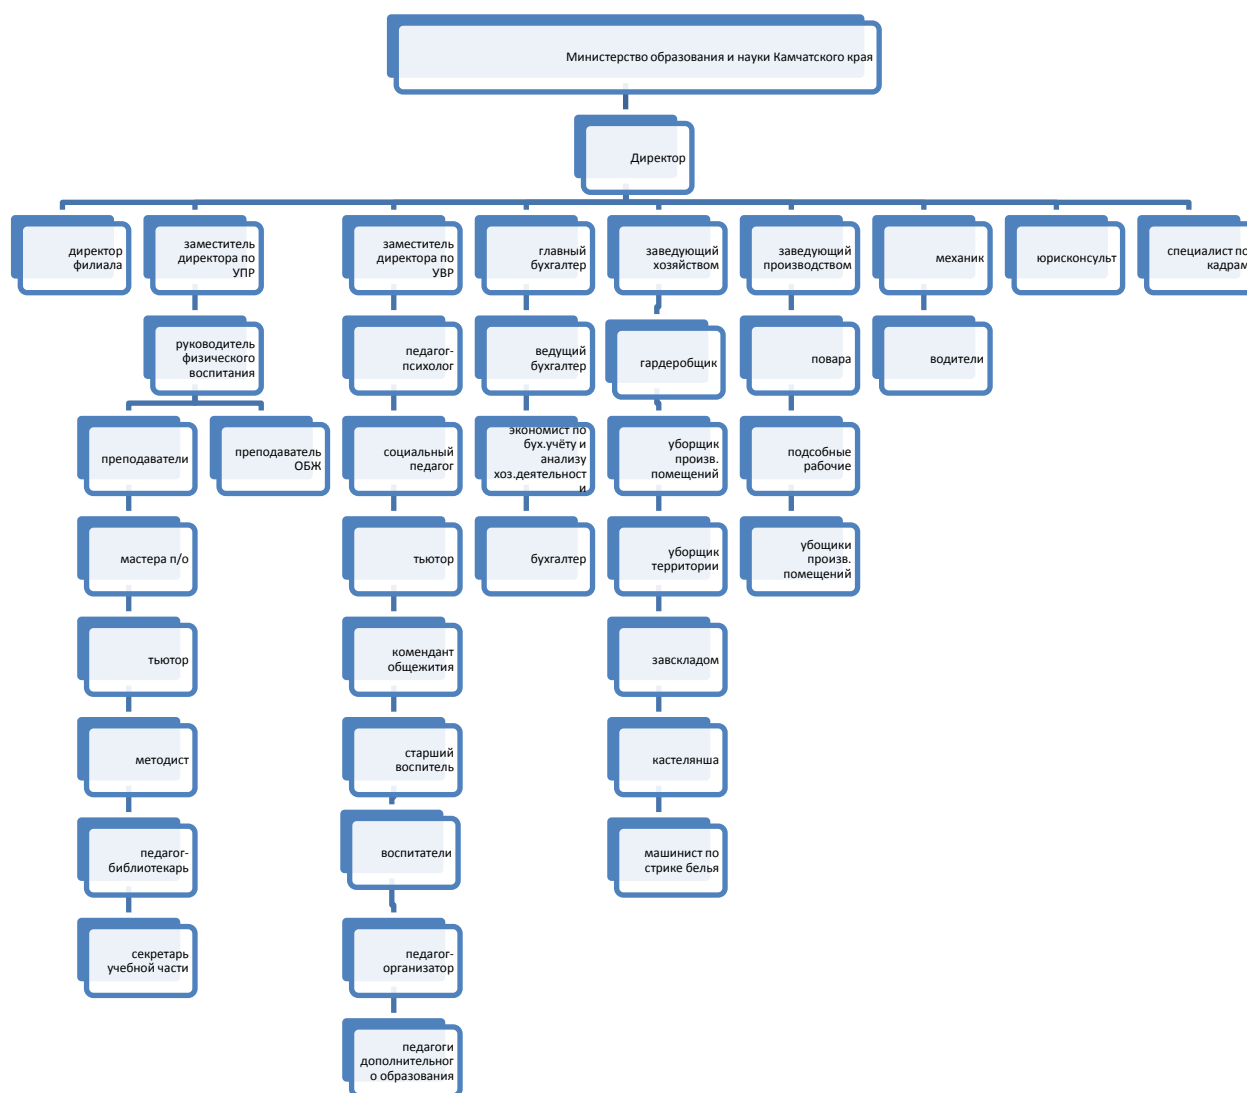 Министерство образования и науки Камчатского края
Директор
директор
филиала
заместитель
директора по
УПР
заместитель
директора по
УВР
главный
бухгалтер
заведующий
хозяйством
заведующий
производством
механик
юрисконсульт
специалист по
кадрам
руководитель
физического
воспитания
педагог-
психолог
ведущий
бухгалтер
гардеробщик
повара
водители
преподаватели
преподаватель
ОБЖ
социальный
педагог
экономист по
бух.учёту и
анализу
хоз.деятельност
и
уборщик
произв.
помещений
подсобные
рабочие
мастера п/о
тьютор
бухгалтер
уборщик
территории
убощики
произв.
помещений
тьютор
комендант
общежития
завскладом
методист
старший
воспитель
кастелянша
педагог-
библиотекарь
воспитатели
машинист по
стрике белья
секретарь
учебной части
педагог-
организатор
педагоги
дополнительног
о образования